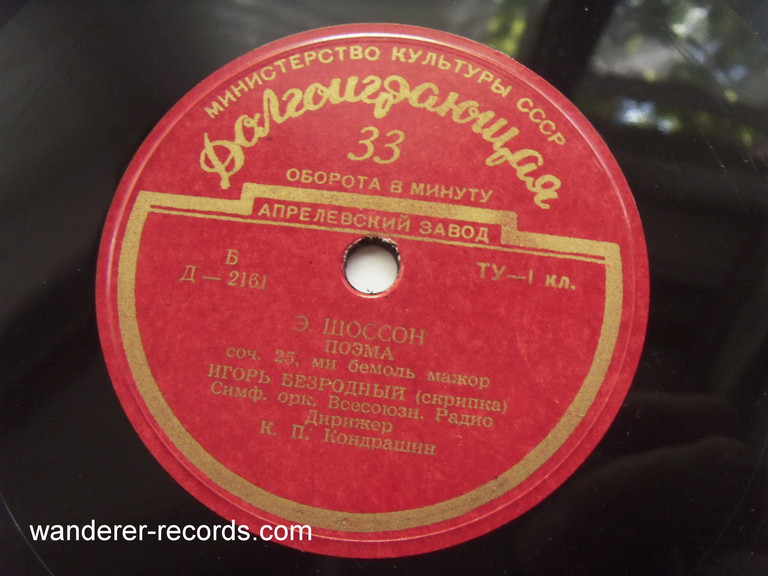 МИНИСТЕРСТВО КУЛЬТУРЫ СССР
Долгоиграющая
33
ОБОРОТА В МИНУТУ
АПРЕЛЕВСКИЙ ЗАВОД
Б
Д — 2161
ТУ—1 кл.
Э. ШОССОН
ПОЭМА
соч. 25, ми бемоль мажор
ИГОРЬ БЕЗРОДНЫЙ (скрипка)
Симф. орк. Всесоюзн. Радио
Дирижер
К. П. Кондрашин
wanderer-records.com